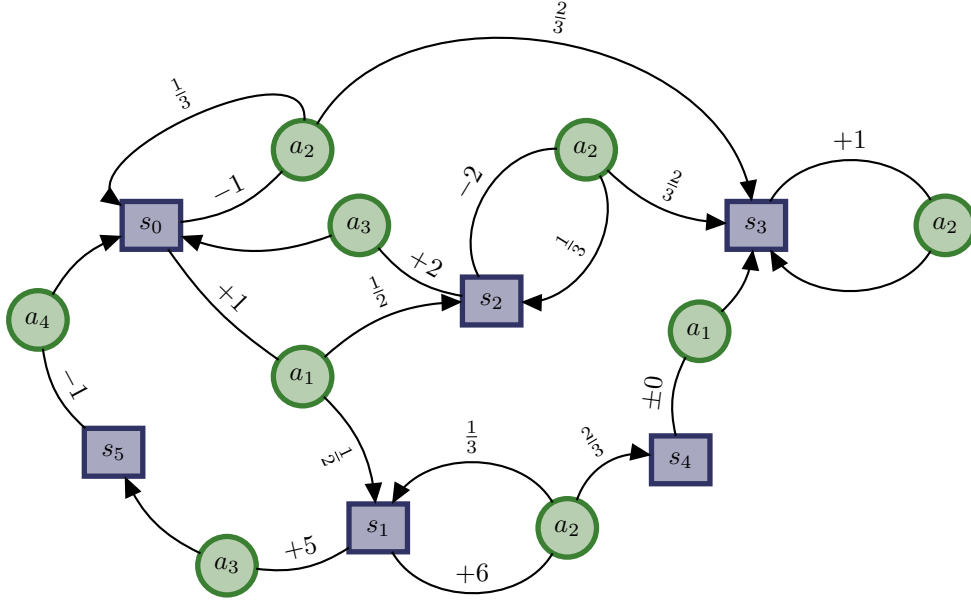 2/3
1/3
a₂
a₂
+1
−1
−2
2/3
s₀
a₃
s₃
a₂
1/3
+2
1/2
+1
s₂
a₄
a₁
a₁
−1
±0
s₅
1/2
1/3
2/3
s₄
s₁
a₂
+5
a₃
+6